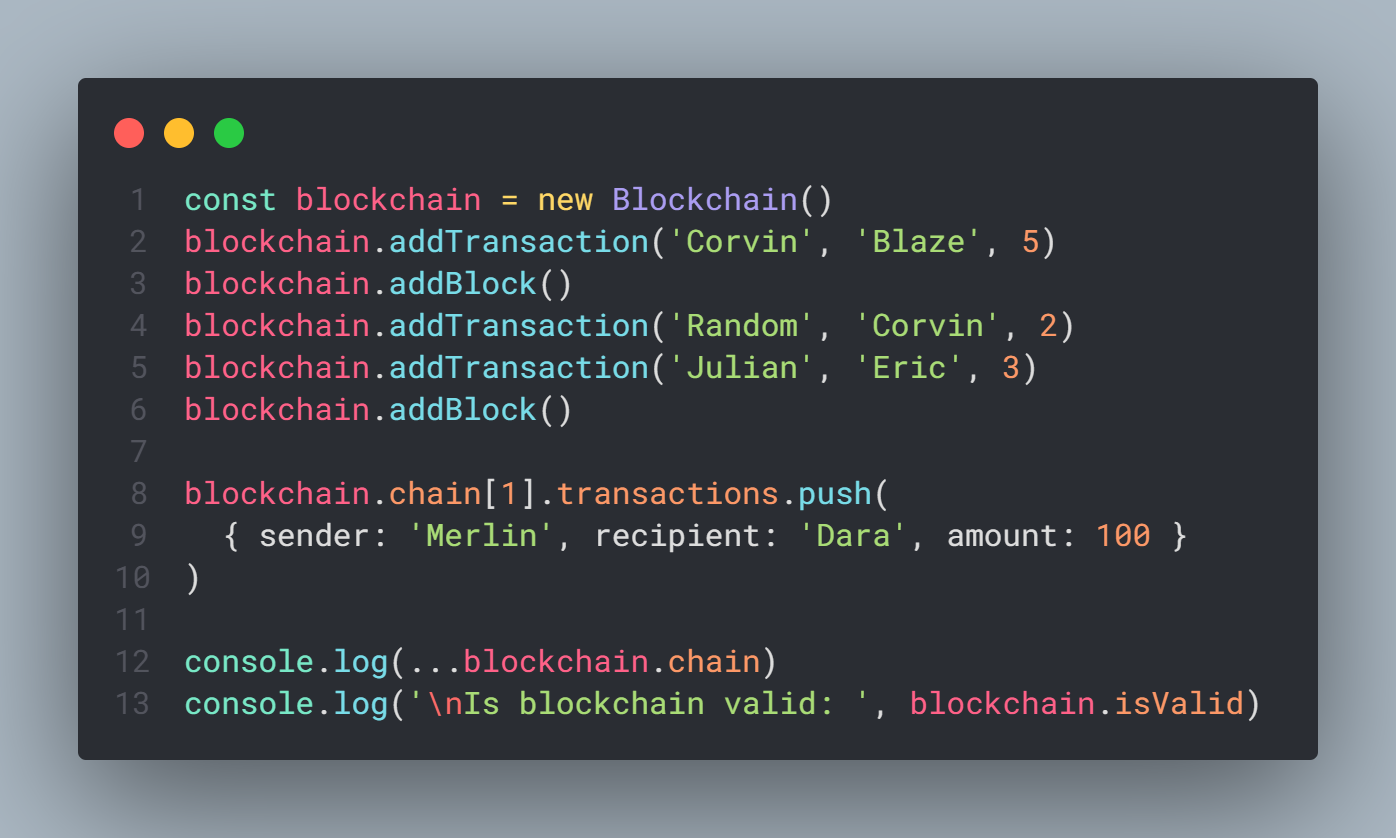 1 const blockchain = new Blockchain()
2 blockchain.addTransaction('Corvin', 'Blaze', 5)
3 blockchain.addBlock()
4 blockchain.addTransaction('Random', 'Corvin', 2)
5 blockchain.addTransaction('Julian', 'Eric', 3)
6 blockchain.addBlock()
7
8 blockchain.chain[1].transactions.push(
9   { sender: 'Merlin', recipient: 'Dara', amount: 100 }
10 )
11
12 console.log(...blockchain.chain)
13 console.log('\nIs blockchain valid: ', blockchain.isValid)